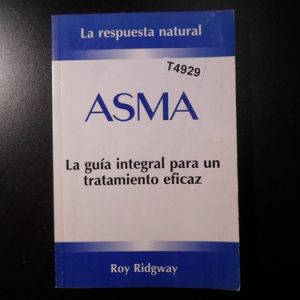 La respuesta natural
T4929
ASMA
La guía integral para un
tratamiento eficaz
Roy Ridgway